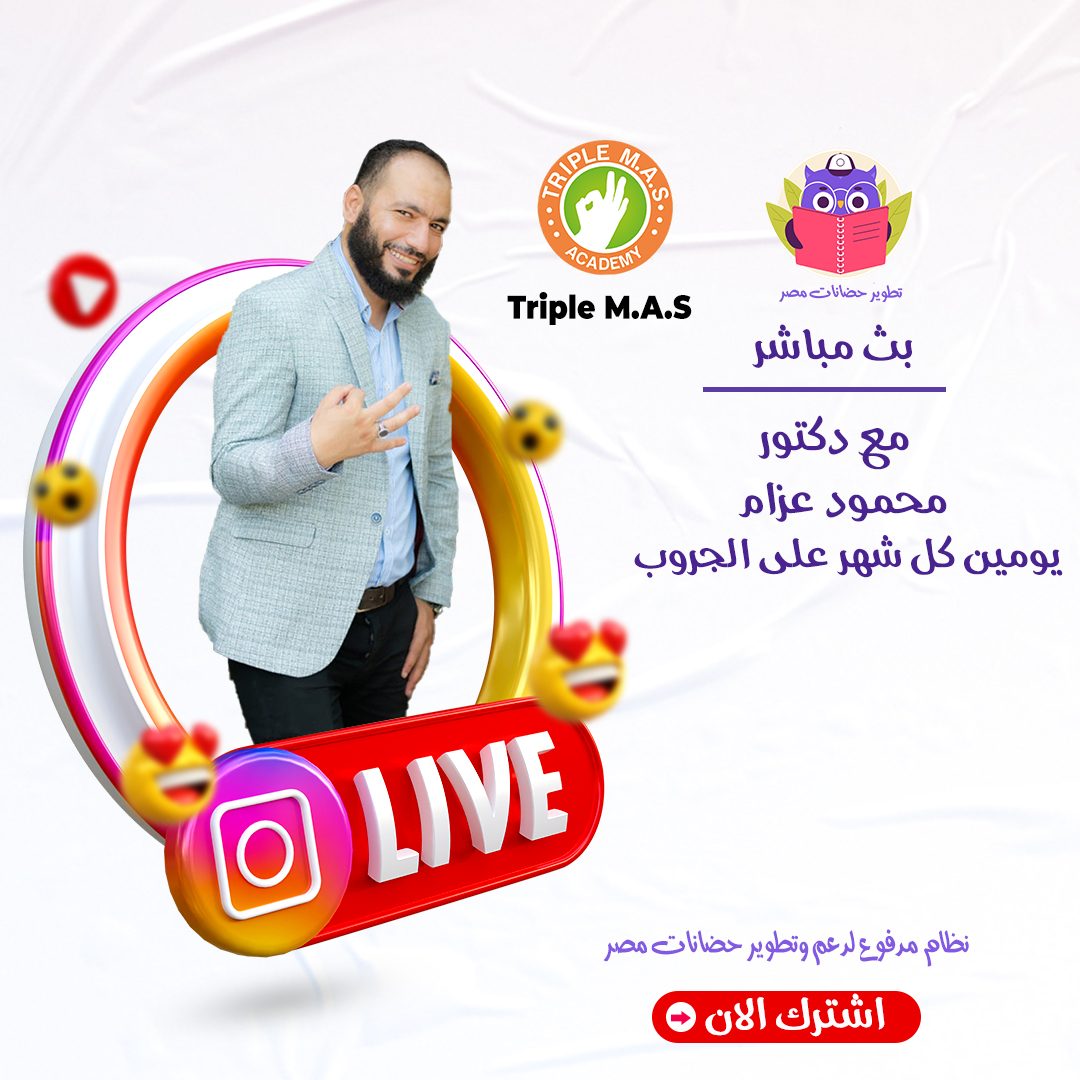 TRIPLE M.A.S
ACADEMY
Triple M.A.S
تطوير حضانات مصر
بث مباشر
مع دكتور
محمود عزام
يومين كل شهر على الجروب
LIVE
نظام مدفوع لدعم وتطوير حضانات مصر
اشترك الان